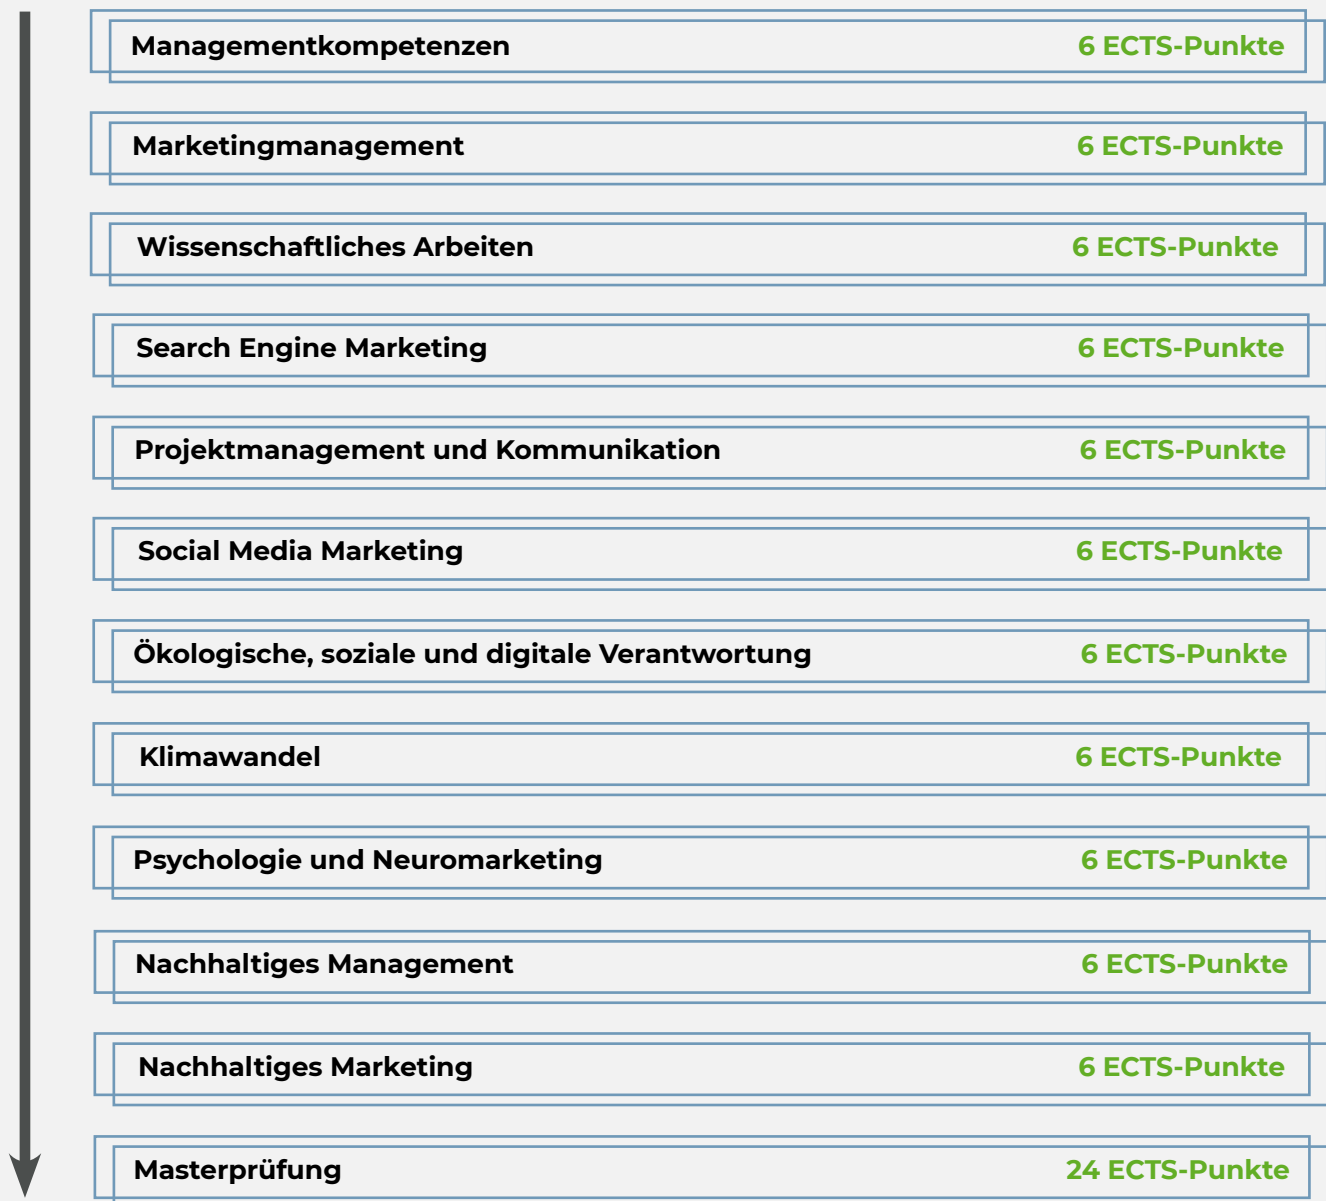 Managementkompetenzen 6 ECTS-Punkte
Marketingmanagement 6 ECTS-Punkte
Wissenschaftliches Arbeiten 6 ECTS-Punkte
Search Engine Marketing 6 ECTS-Punkte
Projektmanagement und Kommunikation 6 ECTS-Punkte
Social Media Marketing 6 ECTS-Punkte
Ökologische, soziale und digitale Verantwortung 6 ECTS-Punkte
Klimawandel 6 ECTS-Punkte
Psychologie und Neuromarketing 6 ECTS-Punkte
Nachhaltiges Management 6 ECTS-Punkte
Nachhaltiges Marketing 6 ECTS-Punkte
Masterprüfung 24 ECTS-Punkte